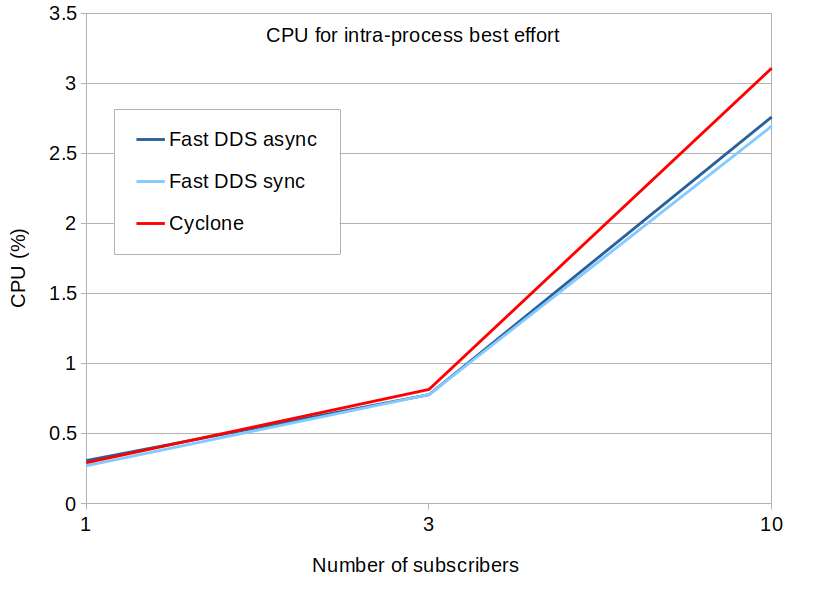 CPU for intra-process best effort
3.5
3
2.5
2
1.5
1
0.5
0
CPU (%)
Fast DDS async
Fast DDS sync
Cyclone
1 3 10
Number of subscribers